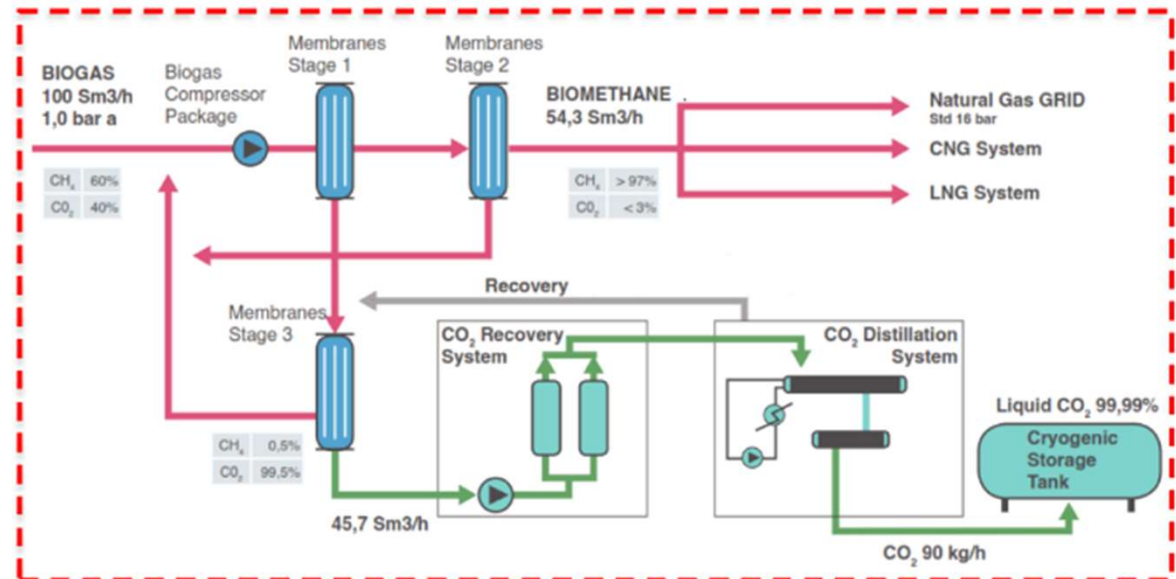 BIOGAS
100 Sm3/h
1,0 bar a
CH₄ 60%
CO₂ 40%
Biogas
Compressor
Package
Membranes
Stage 1
Membranes
Stage 2
BIOMETHANE
54,3 Sm3/h
CH₄ > 97%
CO₂ < 3%
Natural Gas GRID
Std 16 bar
CNG System
LNG System
Recovery
Membranes
Stage 3
CH₄ 0,5%
CO₂ 99,5%
45,7 Sm3/h
CO₂ Recovery
System
CO₂ Distillation
System
Liquid CO₂ 99,99%
Cryogenic
Storage
Tank
CO₂ 90 kg/h